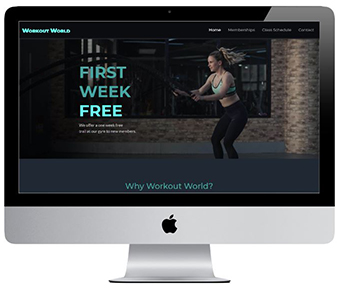 Workout World
Home Memberships Class Schedule Contact
FIRST
WEEK
FREE
We offer a one week free
trial at our gym to new members.
Why Workout World?